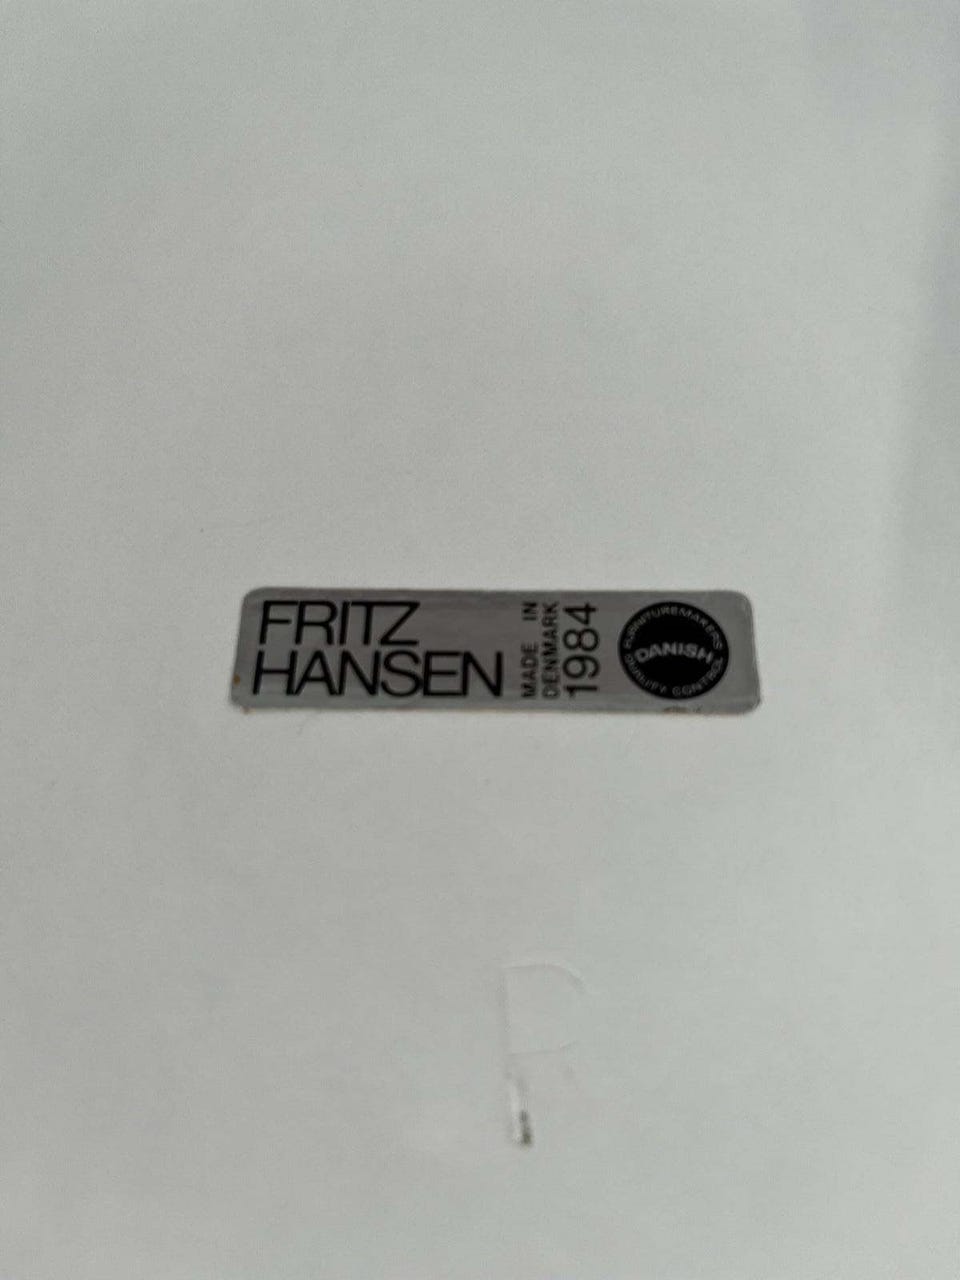 FRITZ
HANSEN
MADE IN
DENMARK
1984
FURNITUREMAKERS
DANISH
QUALITY CONTROL
P